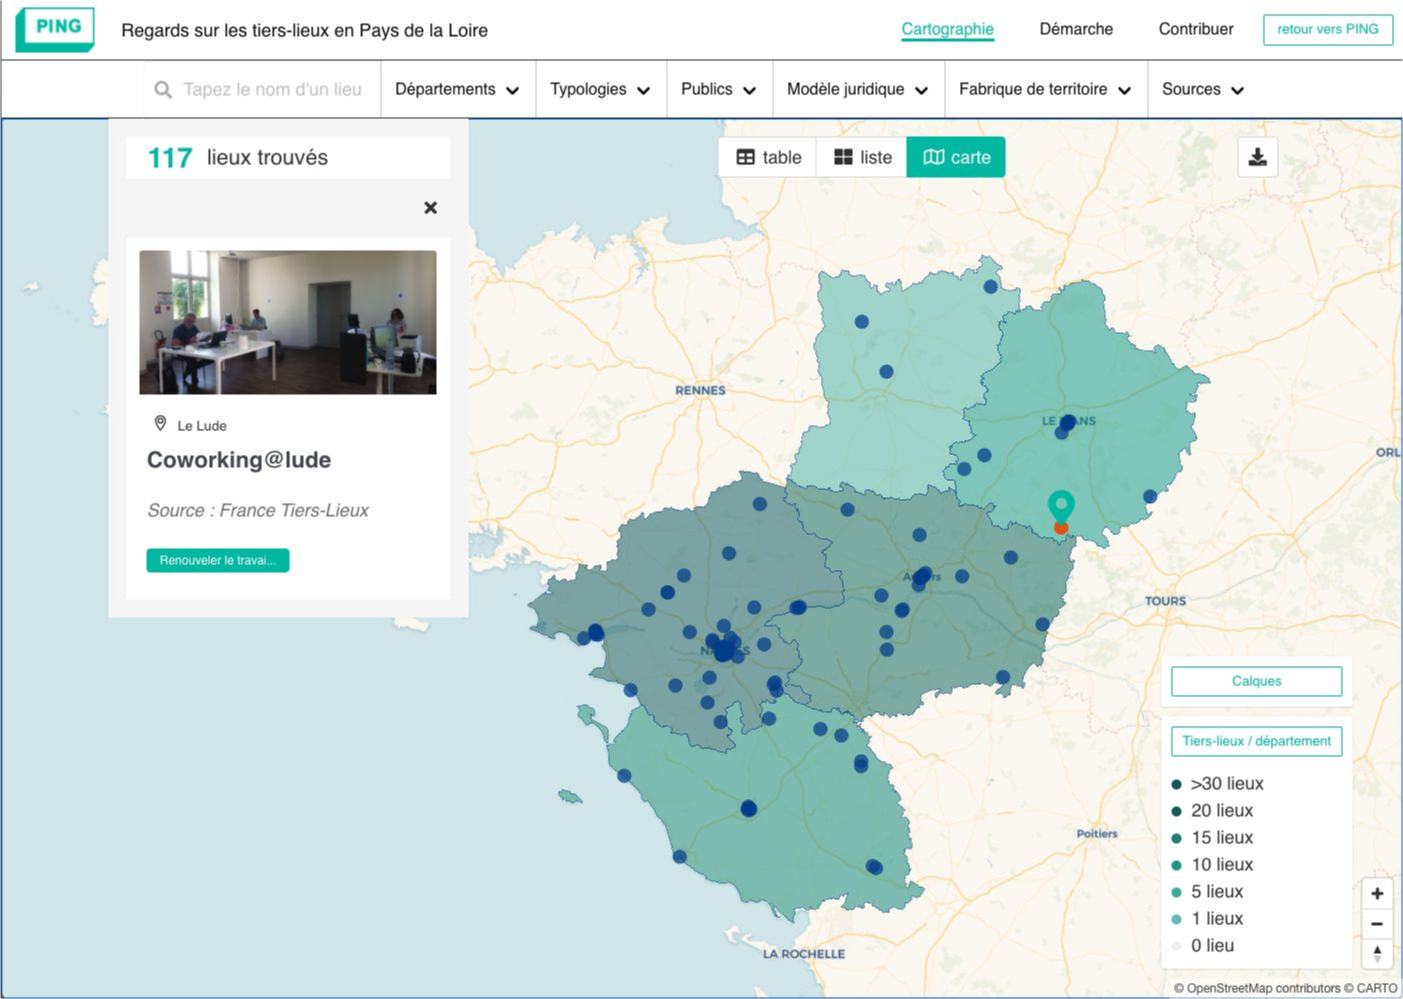 PING
Regards sur les tiers-lieux en Pays de la Loire
Cartographie
Démarche
Contribuer
retour vers PING
Tapez le nom d'un lieu
Départements
Typologies
Publics
Modèle juridique
Fabrique de territoire
Sources
117 lieux trouvés
table
liste
carte
Le Lude
Coworking@lude
Source : France Tiers-Lieux
Renouveler le travai...
RENNES
ORL
TOURS
Poitiers
LA ROCHELLE
Calques
Tiers-lieux / département
>30 lieux
20 lieux
15 lieux
10 lieux
5 lieux
1 lieux
0 lieu
+
−
© OpenStreetMap contributors © CARTO